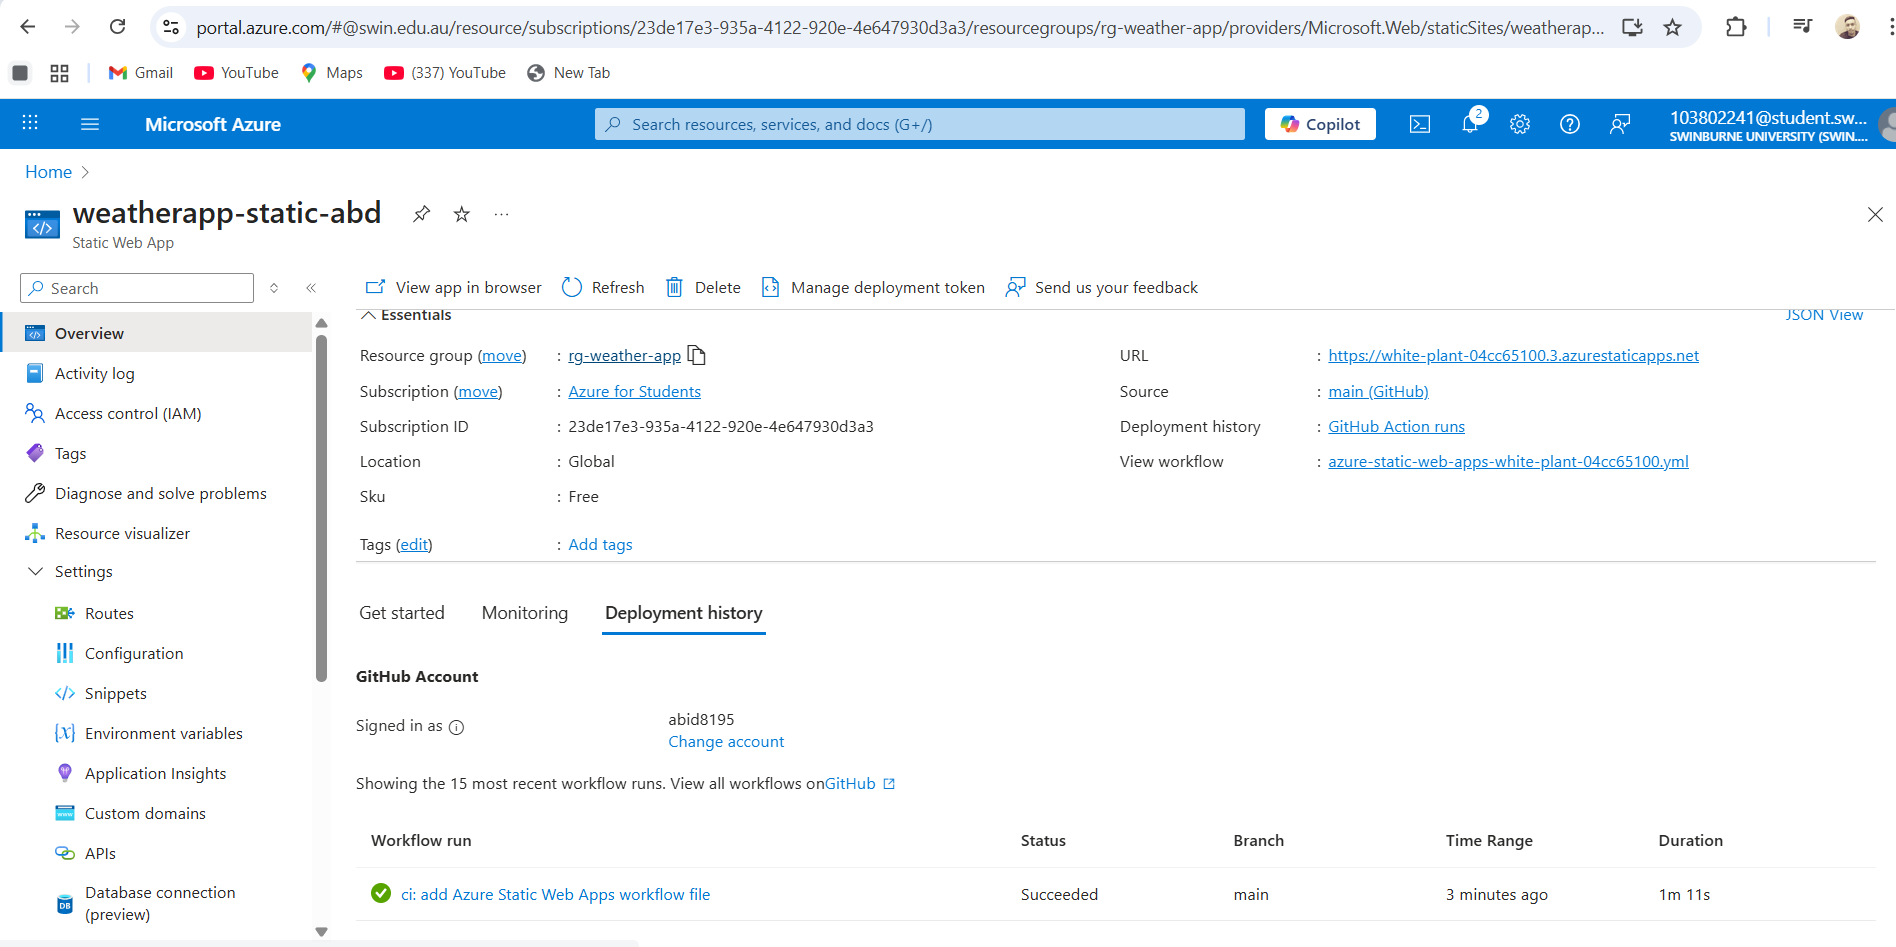 portal.azure.com/#@swin.edu.au/resource/subscriptions/23de17e3-935a-4122-920e-4e647930d3a3/resourcegroups/rg-weather-app/providers/Microsoft.Web/staticSites/weatherap...
Gmail YouTube Maps (337) YouTube New Tab
Microsoft Azure Search resources, services, and docs (G+/) Copilot 2 103802241@student.sw...
SWINBURNE UNIVERSITY (SWIN....
Home >
weatherapp-static-abd ...
Static Web App
Search « View app in browser Refresh Delete Manage deployment token Send us your feedback
Overview
Activity log
Access control (IAM)
Tags
Diagnose and solve problems
Resource visualizer
Settings
Routes
Configuration
Snippets
Environment variables
Application Insights
Custom domains
APIs
Database connection
(preview)
Essentials JSON View
Resource group (move) : rg-weather-app
Subscription (move) : Azure for Students
Subscription ID : 23de17e3-935a-4122-920e-4e647930d3a3
Location : Global
Sku : Free
URL : https://white-plant-04cc65100.3.azurestaticapps.net
Source : main (GitHub)
Deployment history : GitHub Action runs
View workflow : azure-static-web-apps-white-plant-04cc65100.yml
Tags (edit) : Add tags
Get started Monitoring Deployment history
GitHub Account
Signed in as abid8195
Change account
Showing the 15 most recent workflow runs. View all workflows onGitHub
Workflow run Status Branch Time Range Duration
ci: add Azure Static Web Apps workflow file Succeeded main 3 minutes ago 1m 11s